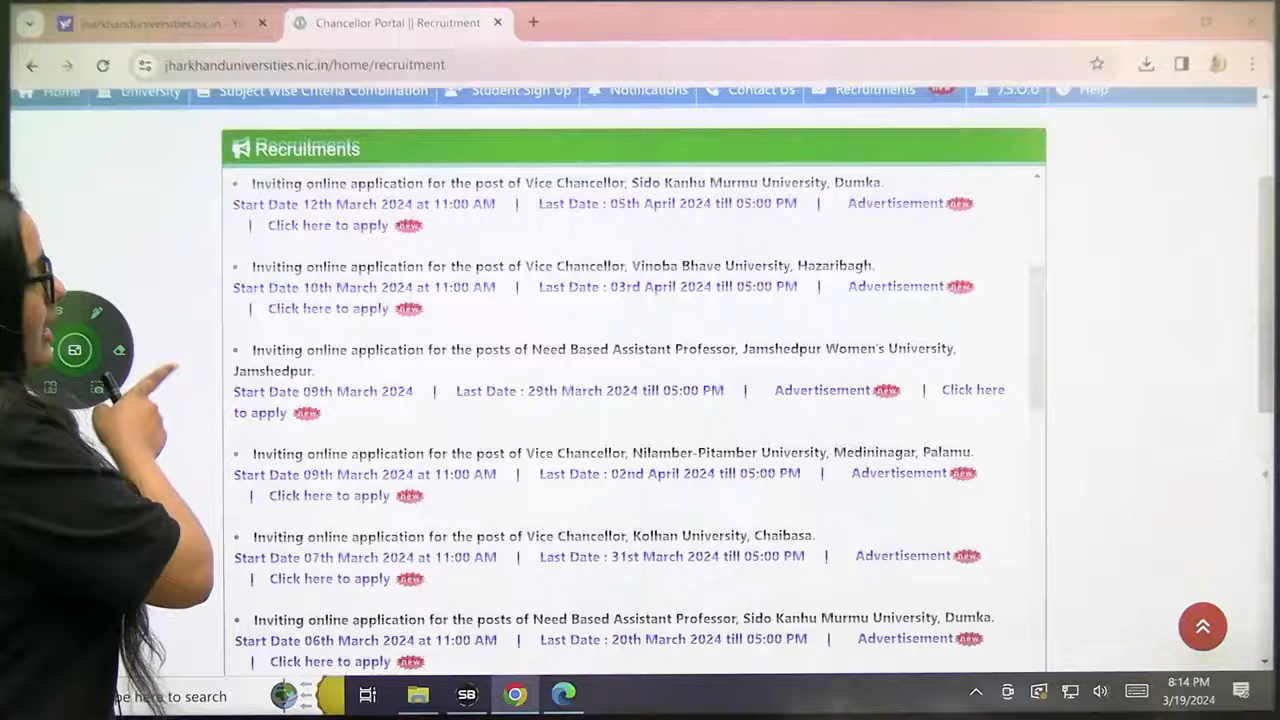 jharkhanduniversities.nic.in - Y
Chancellor Portal || Recruitment
jharkhanduniversities.nic.in/home/recruitment
Home University Subject Wise Criteria Combination Student Sign Up Notifications Contact Us Recruitments new J.S.O.U Help
Recruitments
Inviting online application for the post of Vice Chancellor, Sido Kanhu Murmu University, Dumka.
Start Date 12th March 2024 at 11:00 AM | Last Date : 05th April 2024 till 05:00 PM | Advertisement new
| Click here to apply new
Inviting online application for the post of Vice Chancellor, Vinoba Bhave University, Hazaribagh.
Start Date 10th March 2024 at 11:00 AM | Last Date : 03rd April 2024 till 05:00 PM | Advertisement new
| Click here to apply new
Inviting online application for the posts of Need Based Assistant Professor, Jamshedpur Women's University,
Jamshedpur.
Start Date 09th March 2024 | Last Date : 29th March 2024 till 05:00 PM | Advertisement new | Click here
to apply new
Inviting online application for the post of Vice Chancellor, Nilamber-Pitamber University, Medininagar, Palamu.
Start Date 09th March 2024 at 11:00 AM | Last Date : 02nd April 2024 till 05:00 PM | Advertisement new
| Click here to apply new
Inviting online application for the post of Vice Chancellor, Kolhan University, Chaibasa.
Start Date 07th March 2024 at 11:00 AM | Last Date : 31st March 2024 till 05:00 PM | Advertisement new
| Click here to apply new
Inviting online application for the posts of Need Based Assistant Professor, Sido Kanhu Murmu University, Dumka.
Start Date 06th March 2024 at 11:00 AM | Last Date : 20th March 2024 till 05:00 PM | Advertisement new
| Click here to apply new
pe here to search
SB
8:14 PM
3/19/2024